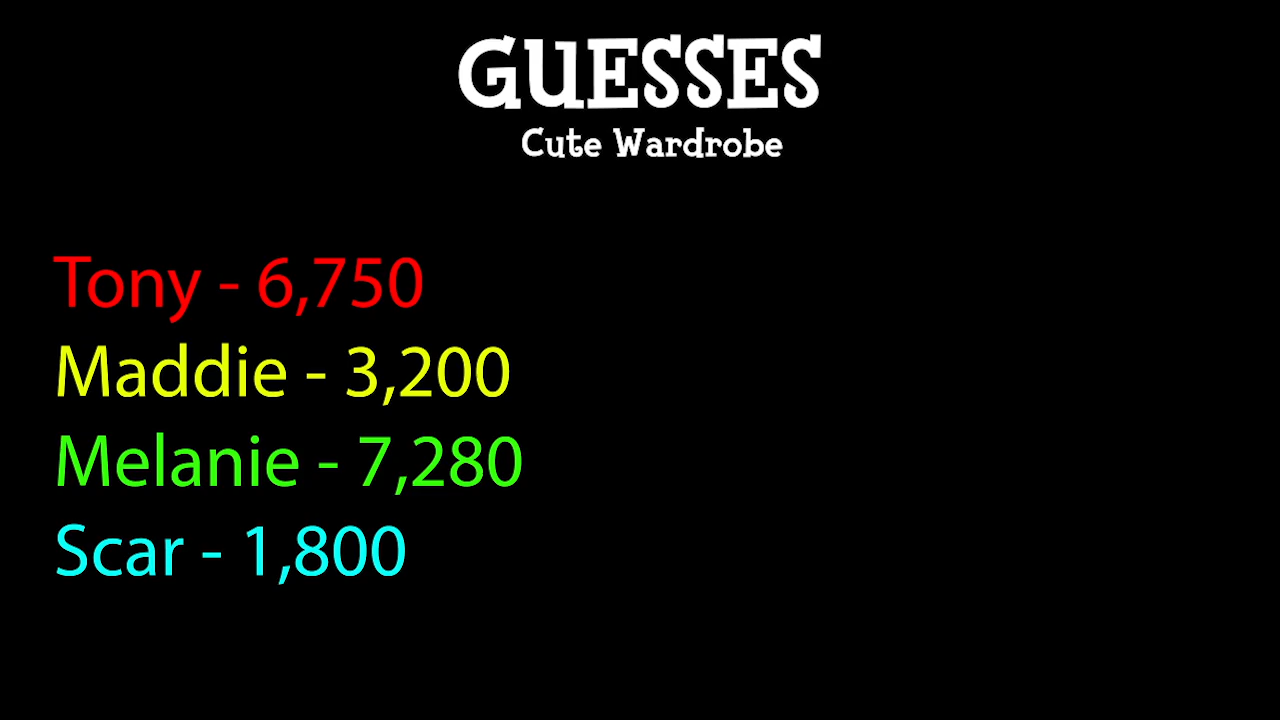 GUESSES
Cute Wardrobe
Tony - 6,750
Maddie - 3,200
Melanie - 7,280
Scar - 1,800